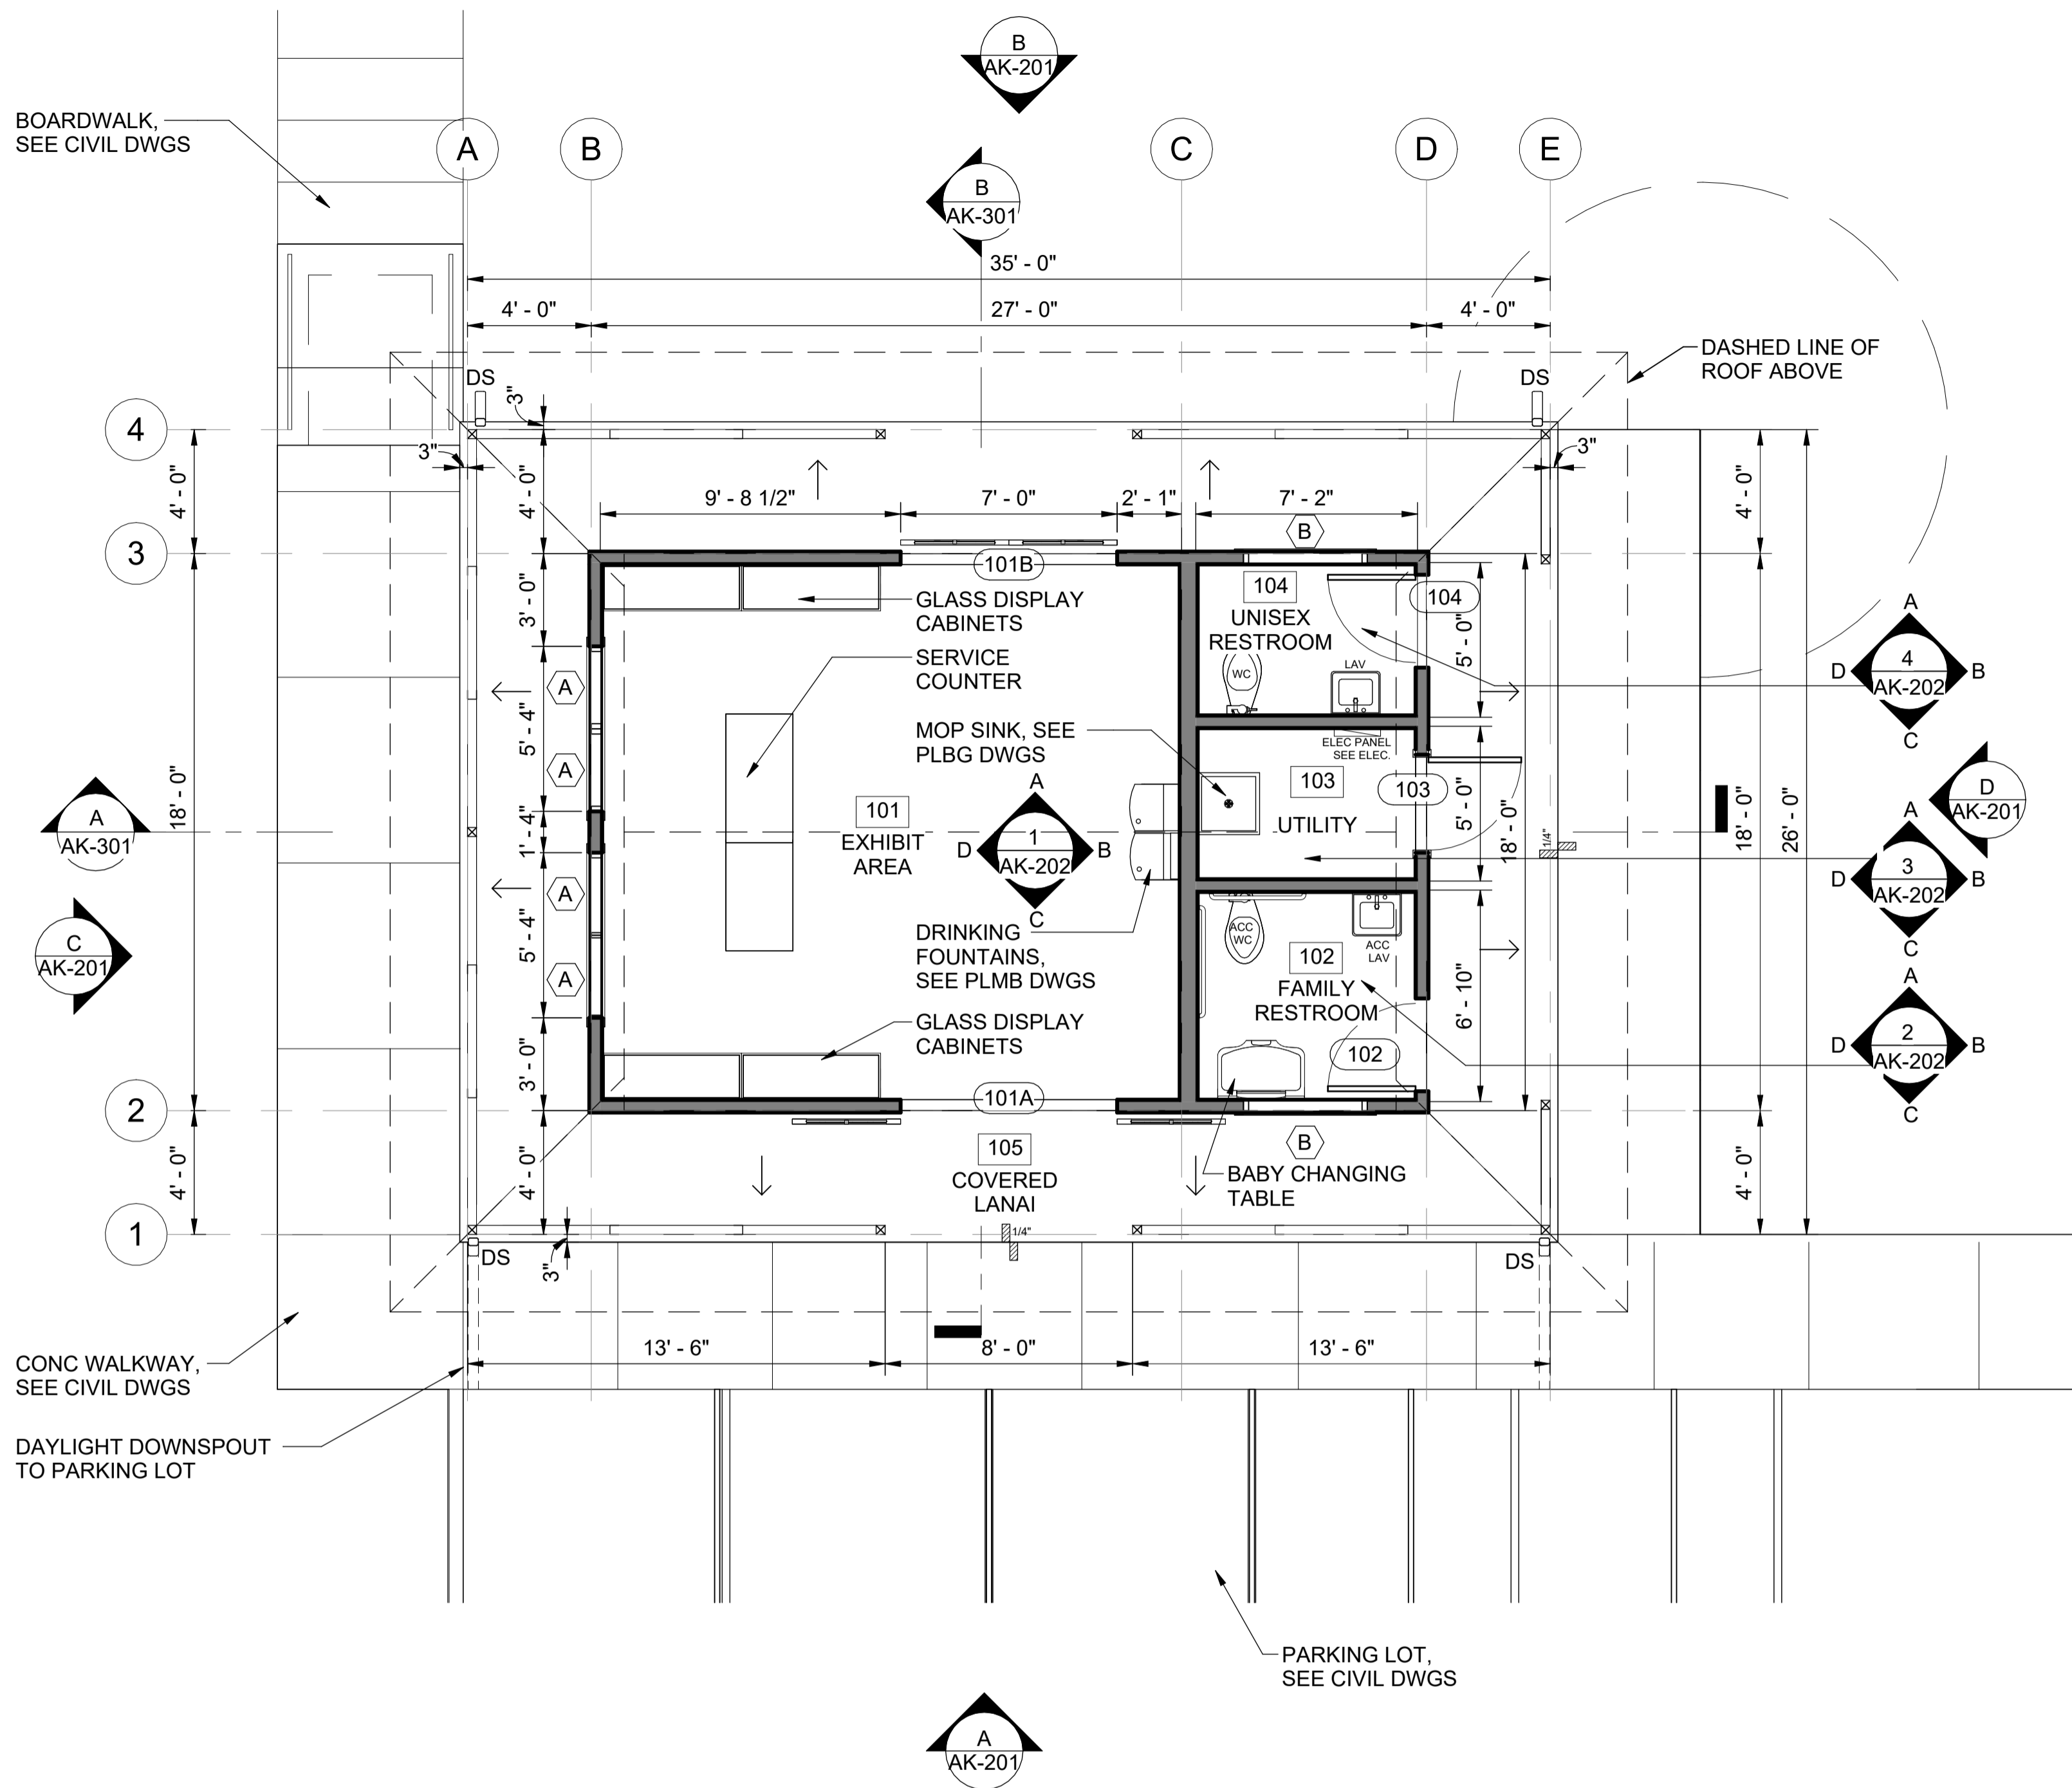 B
AK-201
BOARDWALK,
SEE CIVIL DWGS
A
B
C
D
E
B
AK-301
35' - 0"
4' - 0"
27' - 0"
4' - 0"
DASHED LINE OF
ROOF ABOVE
DS
DS
3"
4
3"
3"
4' - 0"
4' - 0"
4' - 0"
9' - 8 1/2"
7' - 0"
2' - 1"
7' - 2"
B
3
101B
104
104
GLASS DISPLAY
CABINETS
UNISEX
RESTROOM
3' - 0"
5' - 0"
A
4
AK-202
D
B
C
SERVICE
COUNTER
LAV
WC
A
5' - 4"
MOP SINK, SEE
PLBG DWGS
ELEC PANEL
SEE ELEC.
A
103
103
D
AK-201
101
EXHIBIT
AREA
A
1
AK-202
D
B
C
UTILITY
5' - 0"
18' - 0"
1/4"
18' - 0"
26' - 0"
A
AK-301
18' - 0"
1' - 4"
A
3
AK-202
D
B
C
A
5' - 4"
C
AK-201
DRINKING
FOUNTAINS,
SEE PLMB DWGS
ACC
WC
ACC
LAV
102
FAMILY
RESTROOM
A
6' - 10"
A
2
AK-202
D
B
C
GLASS DISPLAY
CABINETS
102
3' - 0"
2
101A
105
COVERED
LANAI
B
BABY CHANGING
TABLE
4' - 0"
4' - 0"
4' - 0"
1
DS
3"
1/4"
DS
CONC WALKWAY,
SEE CIVIL DWGS
13' - 6"
8' - 0"
13' - 6"
DAYLIGHT DOWNSPOUT
TO PARKING LOT
PARKING LOT,
SEE CIVIL DWGS
A
AK-201